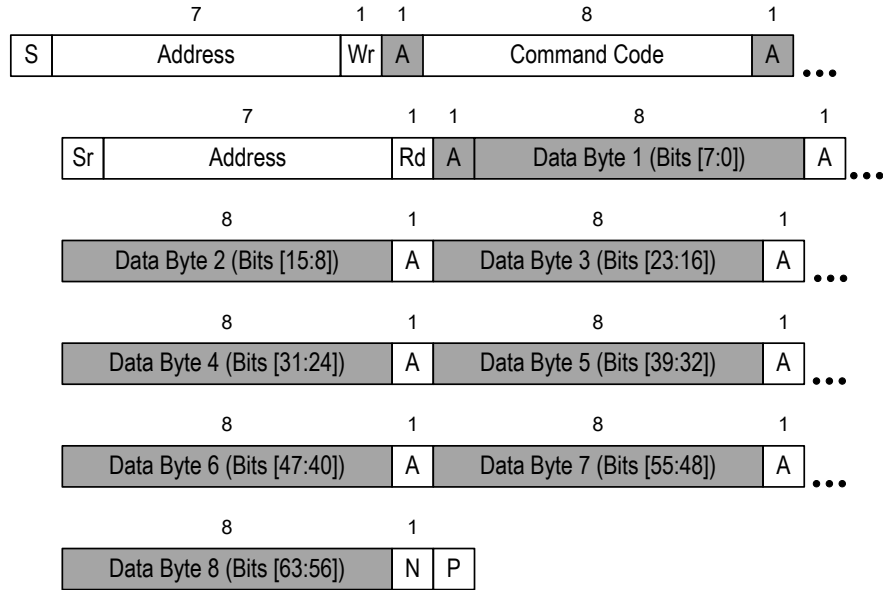 7 1 1 8 1
S Address Wr A Command Code A ...
7 1 1 8 1
Sr Address Rd A Data Byte 1 (Bits [7:0]) A ...
8 1 8 1
Data Byte 2 (Bits [15:8]) A Data Byte 3 (Bits [23:16]) A ...
8 1 8 1
Data Byte 4 (Bits [31:24]) A Data Byte 5 (Bits [39:32]) A ...
8 1 8 1
Data Byte 6 (Bits [47:40]) A Data Byte 7 (Bits [55:48]) A ...
8 1
Data Byte 8 (Bits [63:56]) N P